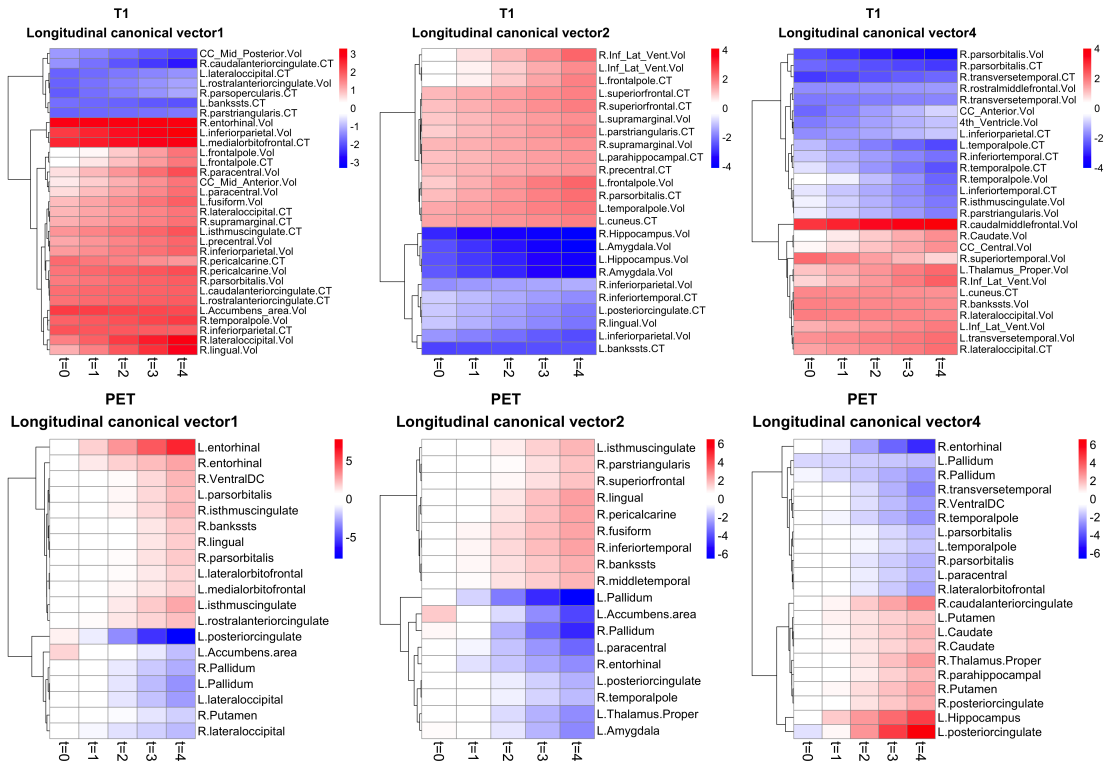 T1
Longitudinal canonical vector1
CC_Mid_Posterior.Vol
R.caudalanteriorcingulate.CT
L.lateraloccipital.CT
L.rostralanteriorcingulate.Vol
R.parsopercularis.CT
L.bankssts.CT
R.parstriangularis.CT
R.entorhinal.Vol
L.inferiorparietal.Vol
L.medialorbitofrontal.CT
L.frontalpole.Vol
L.frontalpole.CT
R.paracentral.Vol
CC_Mid_Anterior.Vol
L.paracentral.Vol
L.fusiform.Vol
R.lateraloccipital.CT
R.supramarginal.CT
L.isthmuscingulate.CT
L.precentral.Vol
R.inferiorparietal.Vol
R.pericalcarine.CT
R.pericalcarine.Vol
R.parsorbitalis.Vol
L.caudalanteriorcingulate.CT
L.rostralanteriorcingulate.CT
L.Accumbens_area.Vol
R.temporalpole.Vol
R.inferiorparietal.CT
R.lateraloccipital.Vol
R.lingual.Vol
3
2
1
0
-1
-2
-3
t=0
t=1
t=2
t=3
t=4
T1
Longitudinal canonical vector2
R.Inf_Lat_Vent.Vol
L.Inf_Lat_Vent.Vol
L.frontalpole.CT
L.superiorfrontal.CT
R.superiorfrontal.CT
L.supramarginal.Vol
L.parstriangularis.CT
R.supramarginal.Vol
L.parahippocampal.CT
R.precentral.CT
L.frontalpole.Vol
R.parsorbitalis.CT
L.temporalpole.Vol
L.cuneus.CT
R.Hippocampus.Vol
L.Amygdala.Vol
L.Hippocampus.Vol
R.Amygdala.Vol
R.inferiorparietal.Vol
R.inferiortemporal.CT
L.posteriorcingulate.CT
R.lingual.Vol
L.inferiorparietal.Vol
L.bankssts.CT
4
2
0
-2
-4
t=0
t=1
t=2
t=3
t=4
T1
Longitudinal canonical vector4
R.parsorbitalis.Vol
R.parsorbitalis.CT
R.transversetemporal.CT
R.rostralmiddlefrontal.Vol
R.transversetemporal.Vol
CC_Anterior.Vol
4th_Ventricle.Vol
L.inferiorparietal.CT
L.temporalpole.CT
R.inferiortemporal.CT
R.temporalpole.CT
R.temporalpole.Vol
L.inferiortemporal.CT
R.isthmuscingulate.Vol
R.parstriangularis.Vol
R.caudalmiddlefrontal.Vol
R.Caudate.Vol
CC_Central.Vol
R.superiortemporal.Vol
L.Thalamus_Proper.Vol
R.Inf_Lat_Vent.Vol
L.cuneus.CT
R.bankssts.Vol
R.lateraloccipital.Vol
L.Inf_Lat_Vent.Vol
L.transversetemporal.Vol
R.lateraloccipital.CT
4
2
0
-2
-4
t=0
t=1
t=2
t=3
t=4
PET
Longitudinal canonical vector1
L.entorhinal
R.entorhinal
R.VentralDC
L.parsorbitalis
R.isthmuscingulate
R.bankssts
R.lingual
R.parsorbitalis
L.lateralorbitofrontal
L.medialorbitofrontal
L.isthmuscingulate
L.rostralanteriorcingulate
L.posteriorcingulate
L.Accumbens.area
R.Pallidum
L.Pallidum
L.lateraloccipital
R.Putamen
R.lateraloccipital
5
0
-5
t=0
t=1
t=2
t=3
t=4
PET
Longitudinal canonical vector2
L.isthmuscingulate
R.parstriangularis
R.superiorfrontal
R.lingual
R.pericalcarine
R.fusiform
R.inferiortemporal
R.bankssts
R.middletemporal
L.Pallidum
L.Accumbens.area
R.Pallidum
L.paracentral
R.entorhinal
L.posteriorcingulate
R.temporalpole
L.Thalamus.Proper
L.Amygdala
6
4
2
0
-2
-4
-6
t=0
t=1
t=2
t=3
t=4
PET
Longitudinal canonical vector4
R.entorhinal
L.Pallidum
R.Pallidum
R.transversetemporal
R.VentralDC
R.temporalpole
L.parsorbitalis
L.temporalpole
R.parsorbitalis
L.paracentral
R.lateralorbitofrontal
R.caudalanteriorcingulate
L.Putamen
L.Caudate
R.Caudate
R.Thalamus.Proper
R.parahippocampal
R.Putamen
R.posteriorcingulate
L.Hippocampus
L.posteriorcingulate
6
4
2
0
-2
-4
-6
t=0
t=1
t=2
t=3
t=4